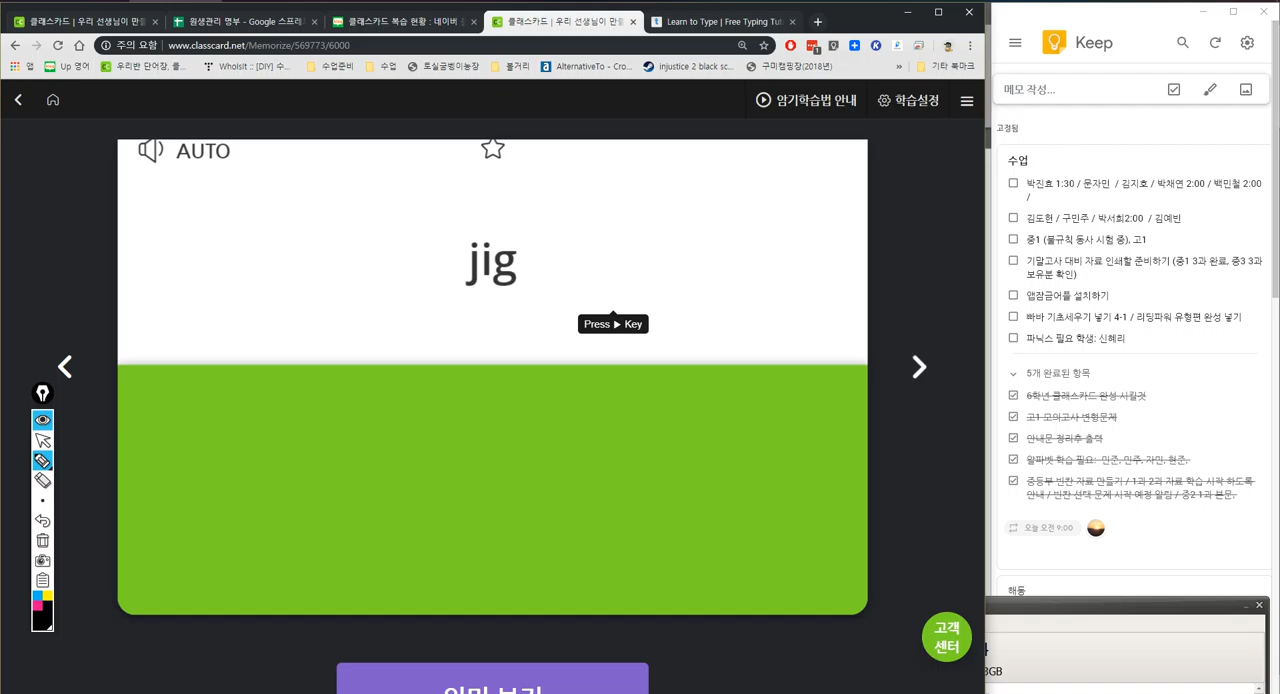 클래스카드 | 우리 선생님이 만들
원생관리 명부 - Google 스프레
클래스카드 복습 현황 : 네이버
클래스카드 | 우리 선생님이 만들
Learn to Type | Free Typing Tut
주의 요함
www.classcard.net/Memorize/569773/6000
앱
Up 영어
우리반 단어장, 클...
WhoisIt :: [DIY] 수...
수업준비
수업
토실굼벵이농장
볼거리
AlternativeTo - Cro...
injustice 2 black sc...
구미캠핑장(2018년)
»
기타 북마크
암기학습법 안내
학습설정
AUTO
jig
Press ▶ Key
고객
센터
Keep
메모 작성...
고정됨
수업
박진효 1:30 / 문자민 / 김지호 / 박채연 2:00 / 백민철 2:00
/
김도현 / 구민주 / 박서희2:00 / 김예빈
중1 (불규칙 동사 시험 중), 고1
기말고사 대비 자료 인쇄할 준비하기 (중1 3과 완료, 중3 3과
보유분 확인)
앱잠금어플 설치하기
빠바 기초세우기 넣기 4-1 / 리딩파워 유형편 완성 넣기
파닉스 필요 학생: 신혜리
5개 완료된 항목
6학년 클래스카드 완성 시킬것
고1 모의고사 변형문제
안내문 정리후 출력
알파벳 학습 필요: 민준, 민주, 자민, 현준,
중등부 빈칸 자료 만들기 / 1과 2과 자료 학습 시작 하도록
안내 / 빈칸 선택 문제 시작 예정 알림 / 중2 1과 본문,
오늘 오전 9:00
해동
3GB